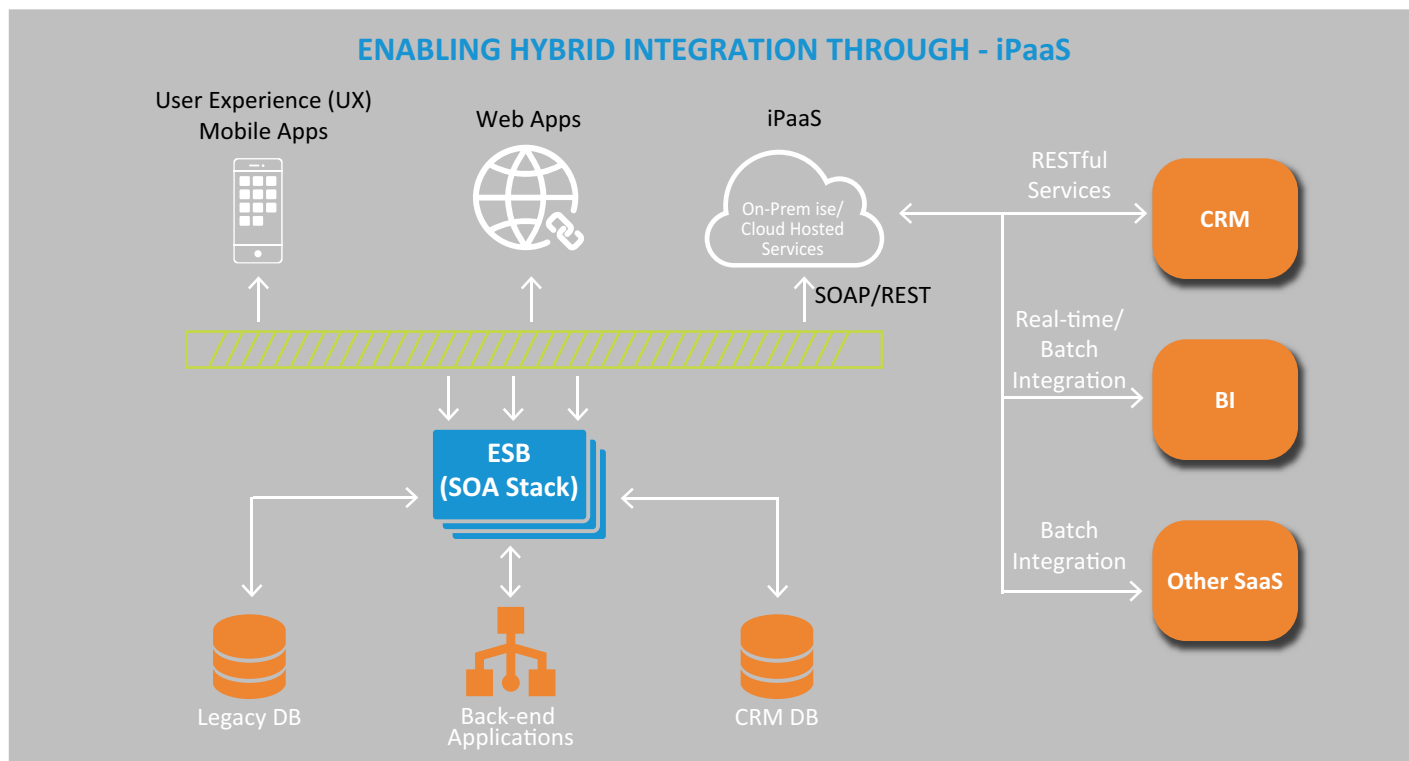 ENABLING HYBRID INTEGRATION THROUGH - iPaaS
User Experience (UX)
Mobile Apps
Web Apps
iPaaS
On-Prem ise/
Cloud Hosted
Services
RESTful
Services
CRM
SOAP/REST
Real-time/
Batch
Integration
BI
ESB
(SOA Stack)
Batch
Integration
Other SaaS
Legacy DB
Back-end
Applications
CRM DB